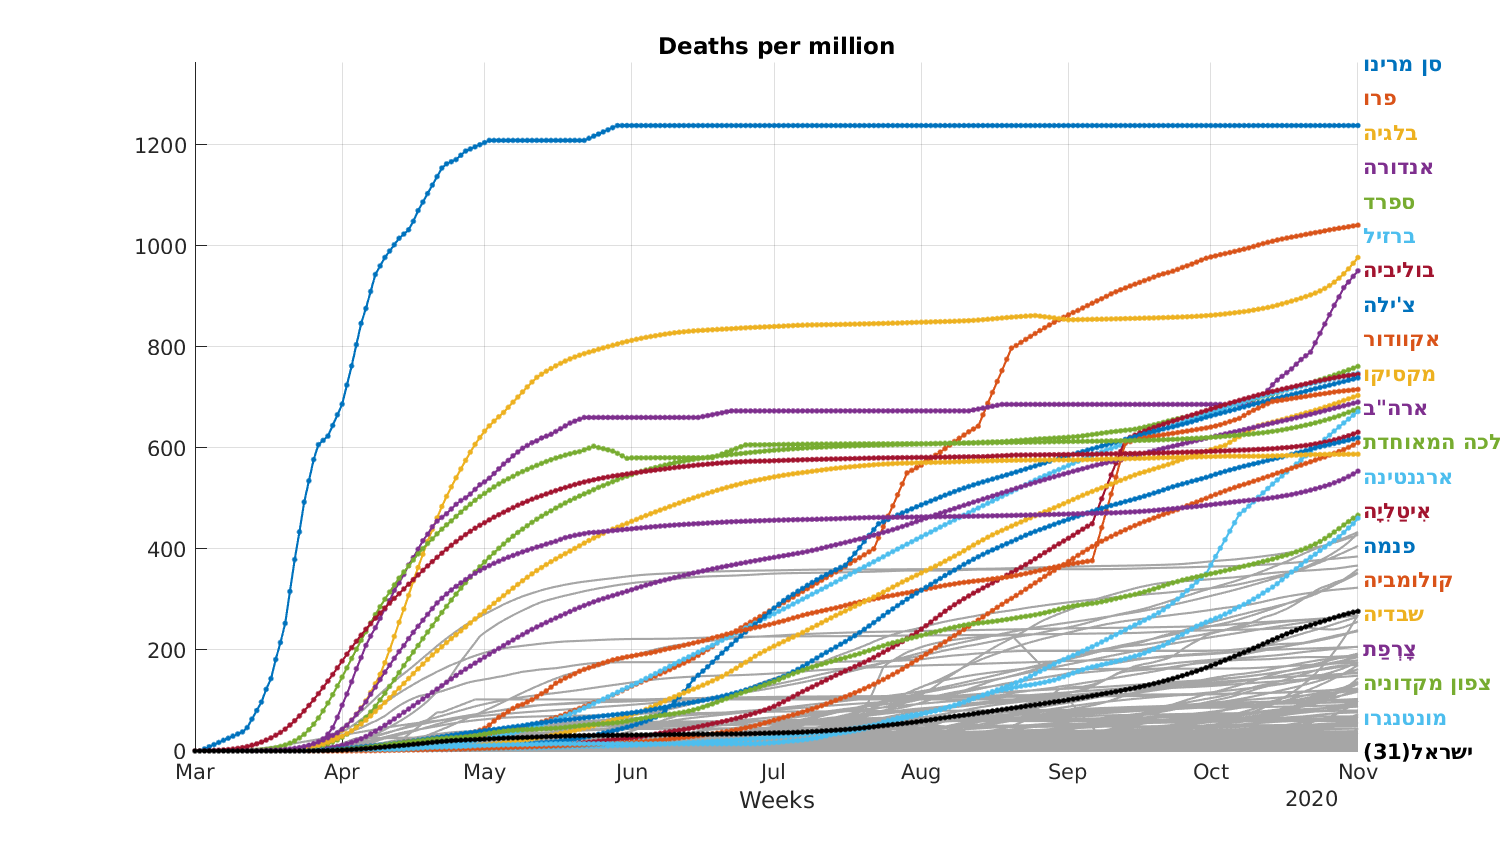 Deaths per million
1200
1000
800
600
400
200
0
Mar
Apr
May
Jun
Jul
Aug
Sep
Oct
Nov
Weeks
2020
סן מרינו
פרו
בלגיה
אנדורה
ספרד
ברזיל
בוליביה
צ'ילה
אקוודור
מקסיקו
ארה"ב
לכה המאוחדת
ארגנטינה
אִיטַלִיָה
פנמה
קולומביה
שבדיה
צָרְפַת
צפון מקדוניה
מונטנגרו
ישראל(31)